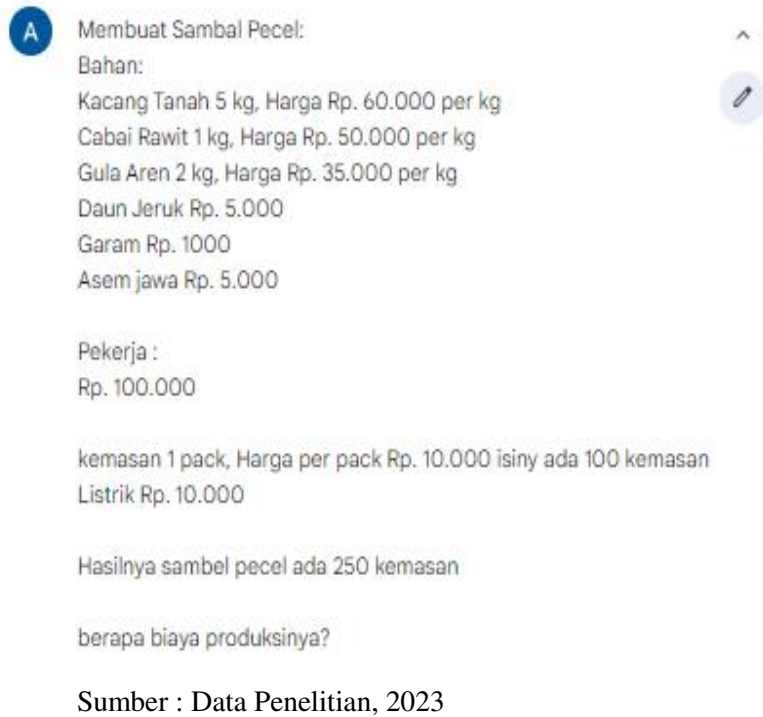 A
Membuat Sambal Pecel:
Bahan:
Kacang Tanah 5 kg, Harga Rp. 60.000 per kg
Cabai Rawit 1 kg, Harga Rp. 50.000 per kg
Gula Aren 2 kg, Harga Rp. 35.000 per kg
Daun Jeruk Rp. 5.000
Garam Rp. 1000
Asem jawa Rp. 5.000
Pekerja :
Rp. 100.000
kemasan 1 pack, Harga per pack Rp. 10.000 isiny ada 100 kemasan
Listrik Rp. 10.000
Hasilnya sambel pecel ada 250 kemasan
berapa biaya produksinya?
Sumber : Data Penelitian, 2023